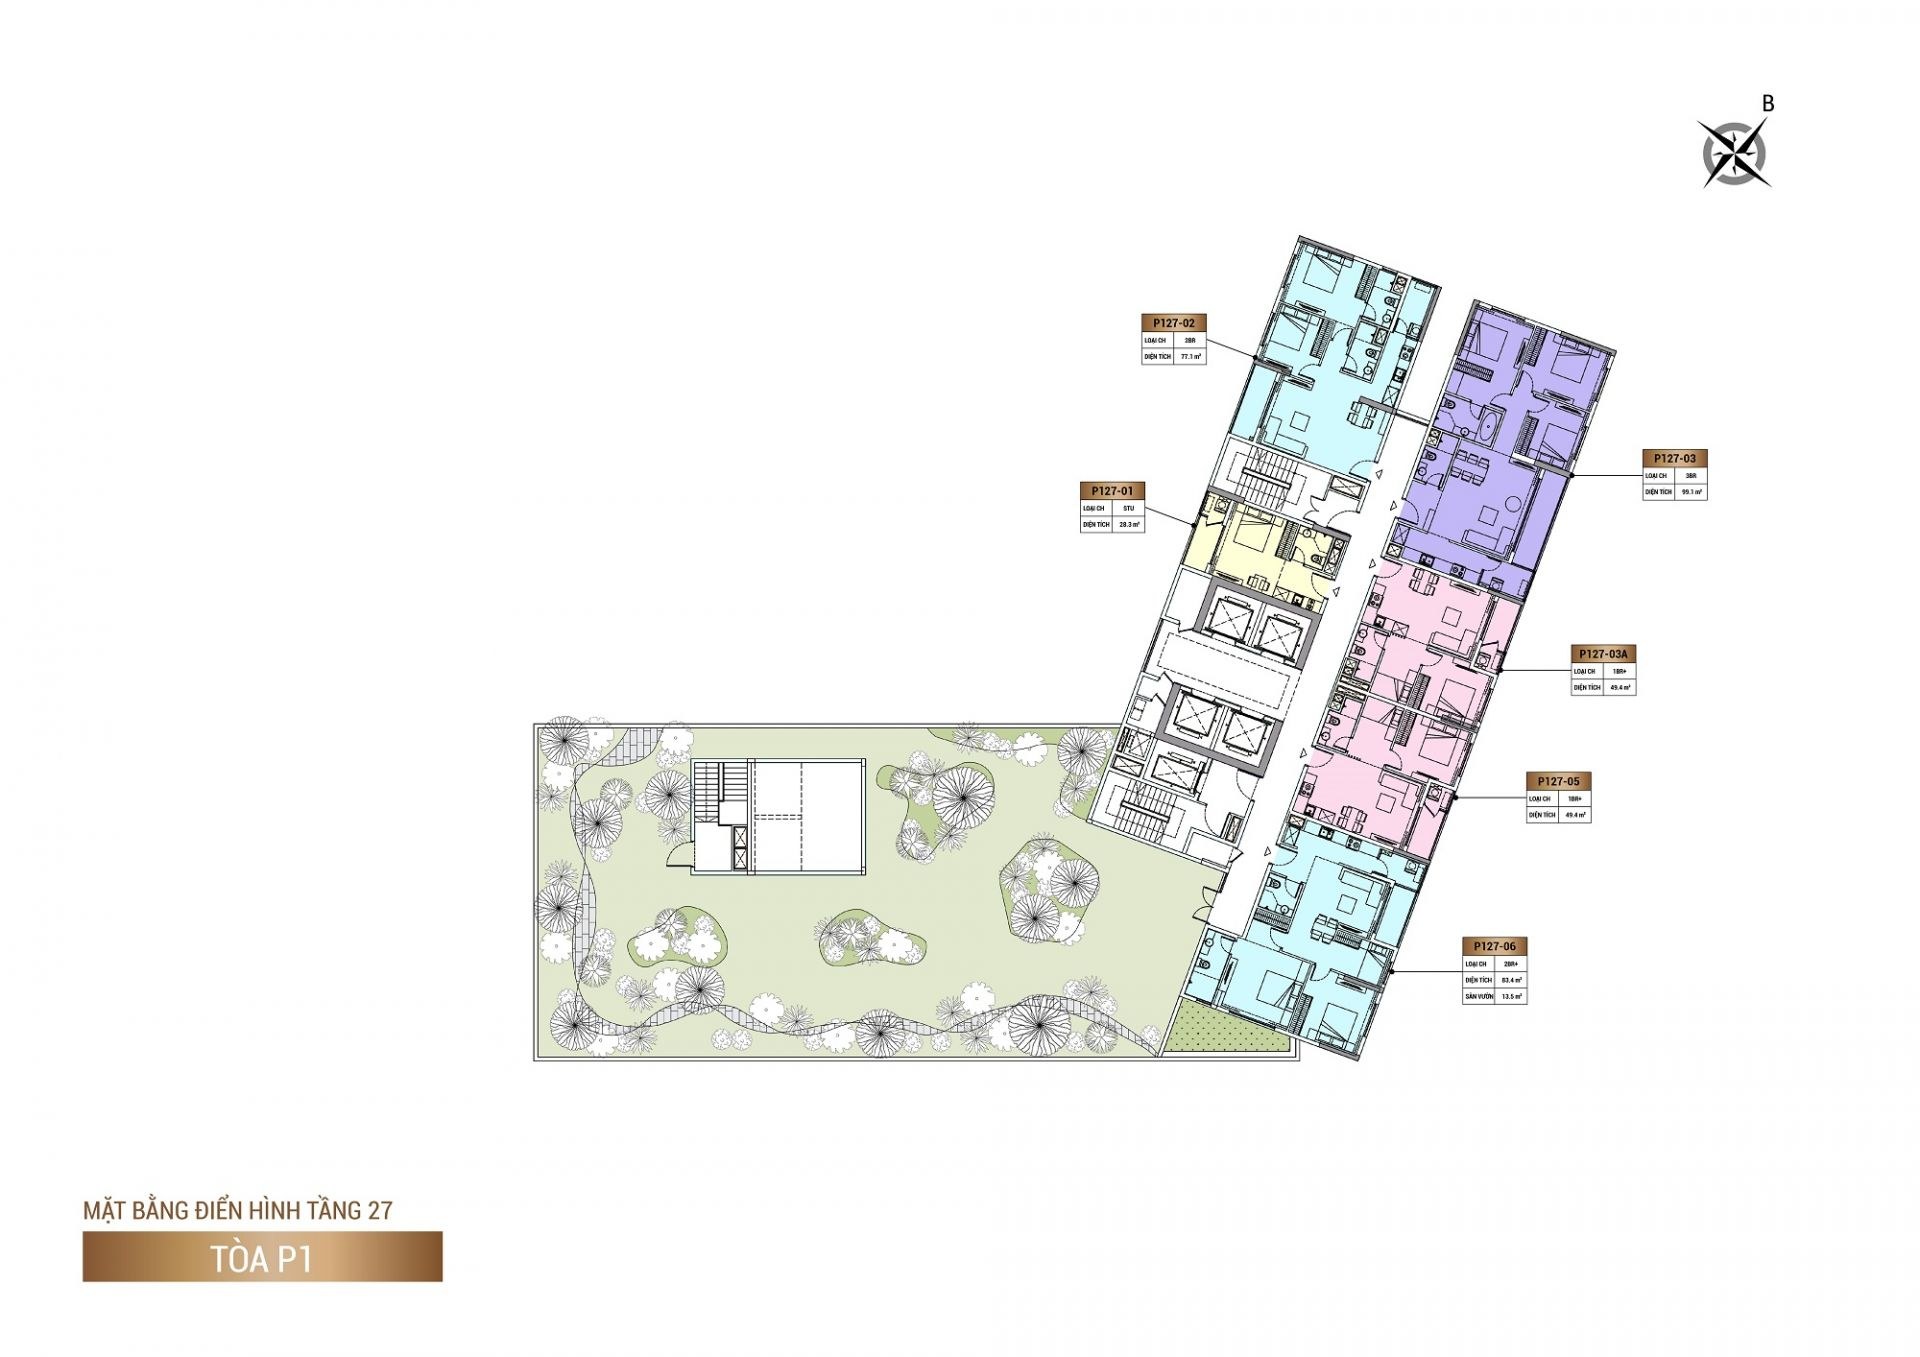 B
P127-02
LOẠI CH 2BR
DIỆN TÍCH 77.1 m²
P127-03
LOẠI CH 3BR
DIỆN TÍCH 99.1 m²
P127-01
LOẠI CH STU
DIỆN TÍCH 28.3 m²
P127-03A
LOẠI CH 1BR+
DIỆN TÍCH 49.4 m²
P127-05
LOẠI CH 1BR+
DIỆN TÍCH 49.4 m²
P127-06
LOẠI CH 2BR+
DIỆN TÍCH 83.4 m²
SÂN VƯỜN 13.5 m²
MẶT BẰNG ĐIỂN HÌNH TẦNG 27
TÒA P1